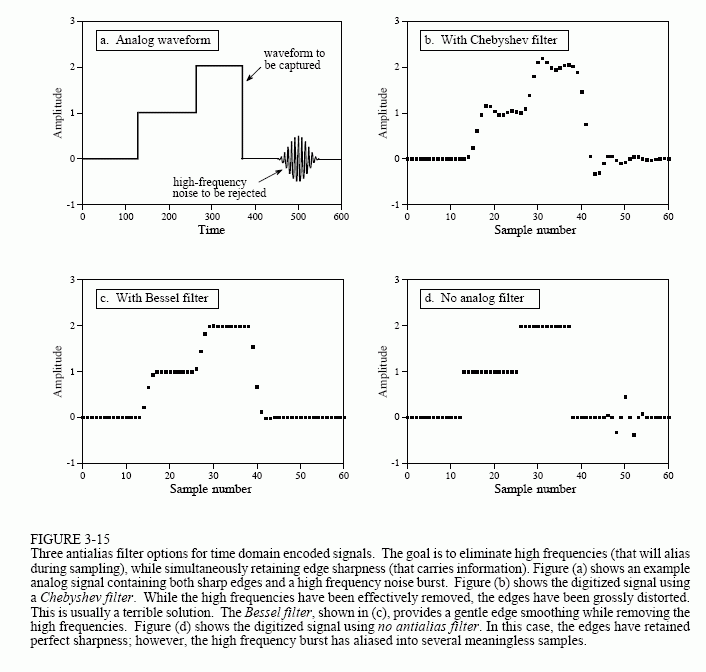 a. Analog waveform
waveform to
be captured
high-frequency
noise to be rejected
Amplitude
3
2
1
0
-1
0 100 200 300 400 500 600
Time
b. With Chebyshev filter
Amplitude
3
2
1
0
-1
0 10 20 30 40 50 60
Sample number
c. With Bessel filter
Amplitude
3
2
1
0
-1
0 10 20 30 40 50 60
Sample number
d. No analog filter
Amplitude
3
2
1
0
-1
0 10 20 30 40 50 60
Sample number
FIGURE 3-15
Three antialias filter options for time domain encoded signals. The goal is to eliminate high frequencies (that will alias
during sampling), while simultaneously retaining edge sharpness (that carries information). Figure (a) shows an example
analog signal containing both sharp edges and a high frequency noise burst. Figure (b) shows the digitized signal using
a Chebyshev filter. While the high frequencies have been effectively removed, the edges have been grossly distorted.
This is usually a terrible solution. The Bessel filter, shown in (c), provides a gentle edge smoothing while removing the
high frequencies. Figure (d) shows the digitized signal using no antialias filter. In this case, the edges have retained
perfect sharpness; however, the high frequency burst has aliased into several meaningless samples.